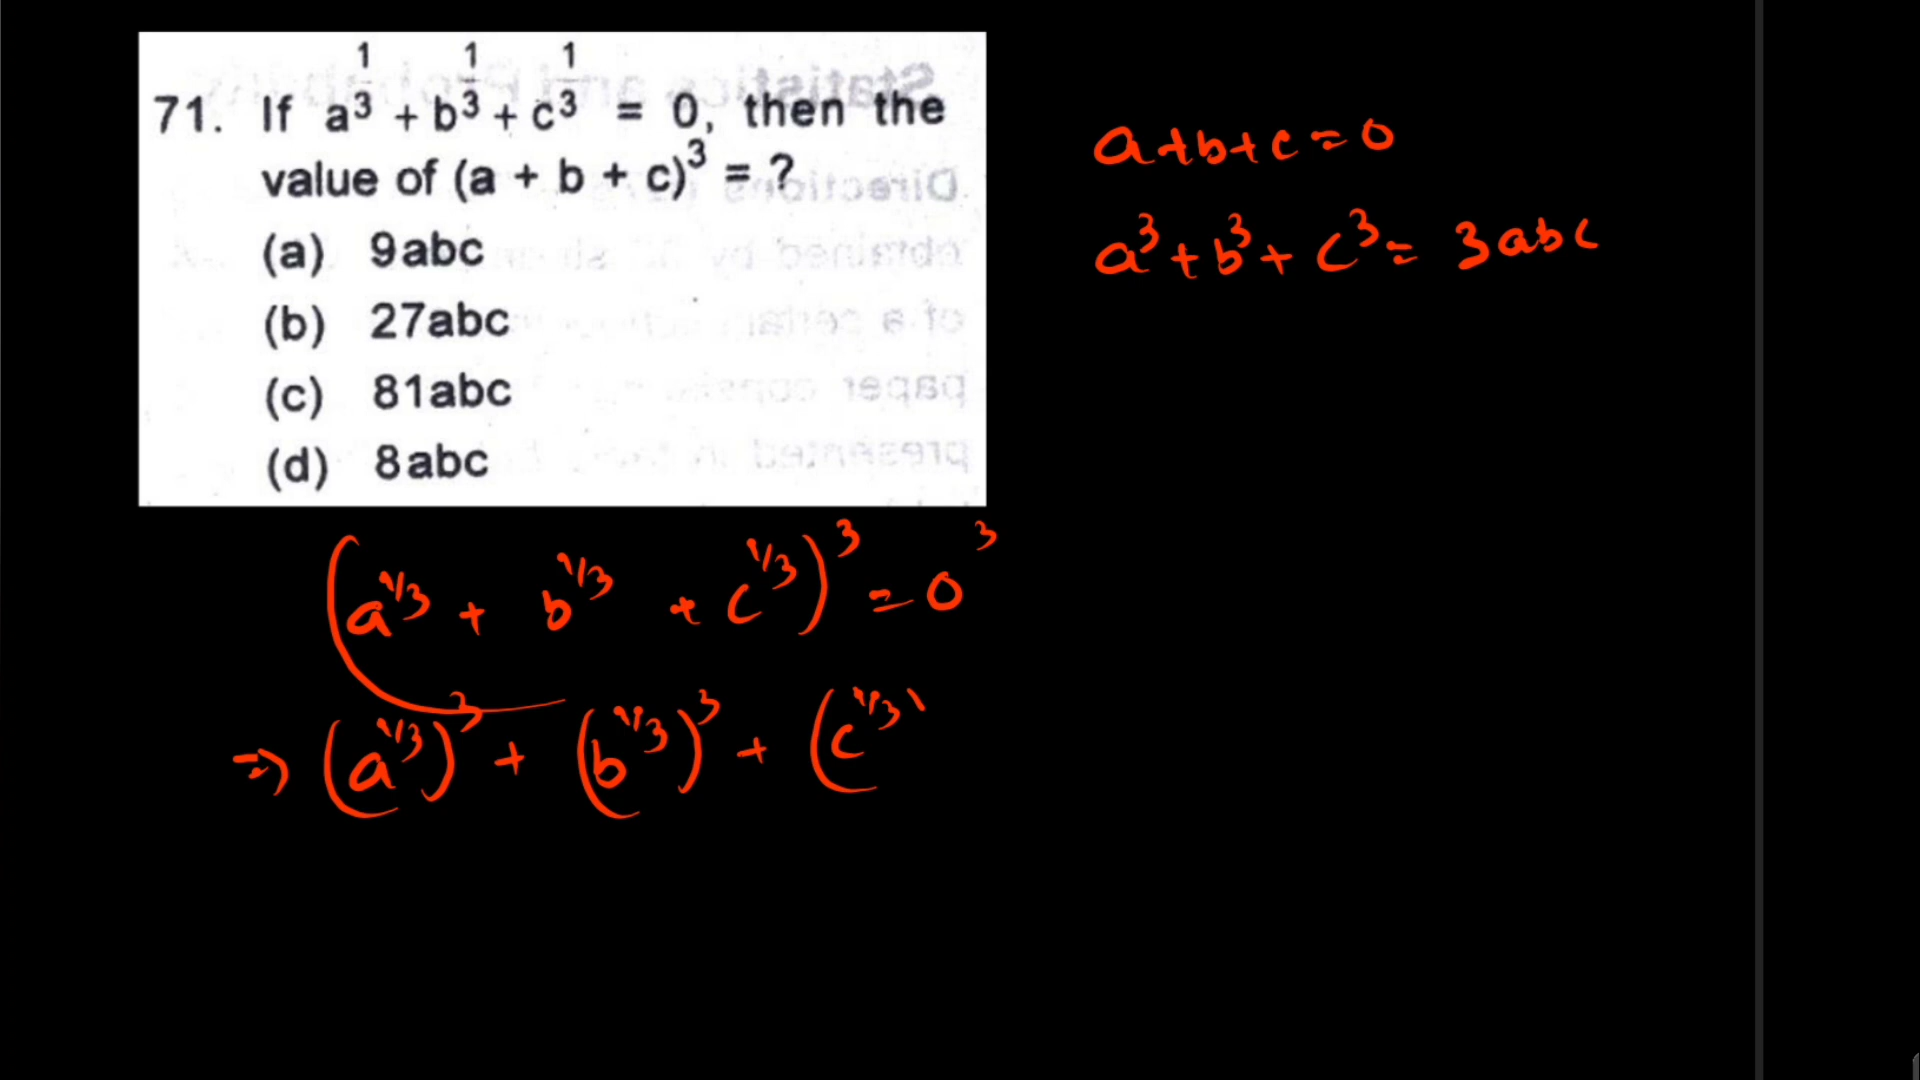 71. If a^{1/3} + b^{1/3} + c^{1/3} = 0, then the
value of (a + b + c)^3 = ?
(a) 9abc
(b) 27abc
(c) 81abc
(d) 8abc
a+b+c=0
a^3+b^3+c^3=3abc
(a^{1/3} + b^{1/3} + c^{1/3})^3 = 0^3
⇒ (a^{1/3})^3 + (b^{1/3})^3 + (c^{1/3})